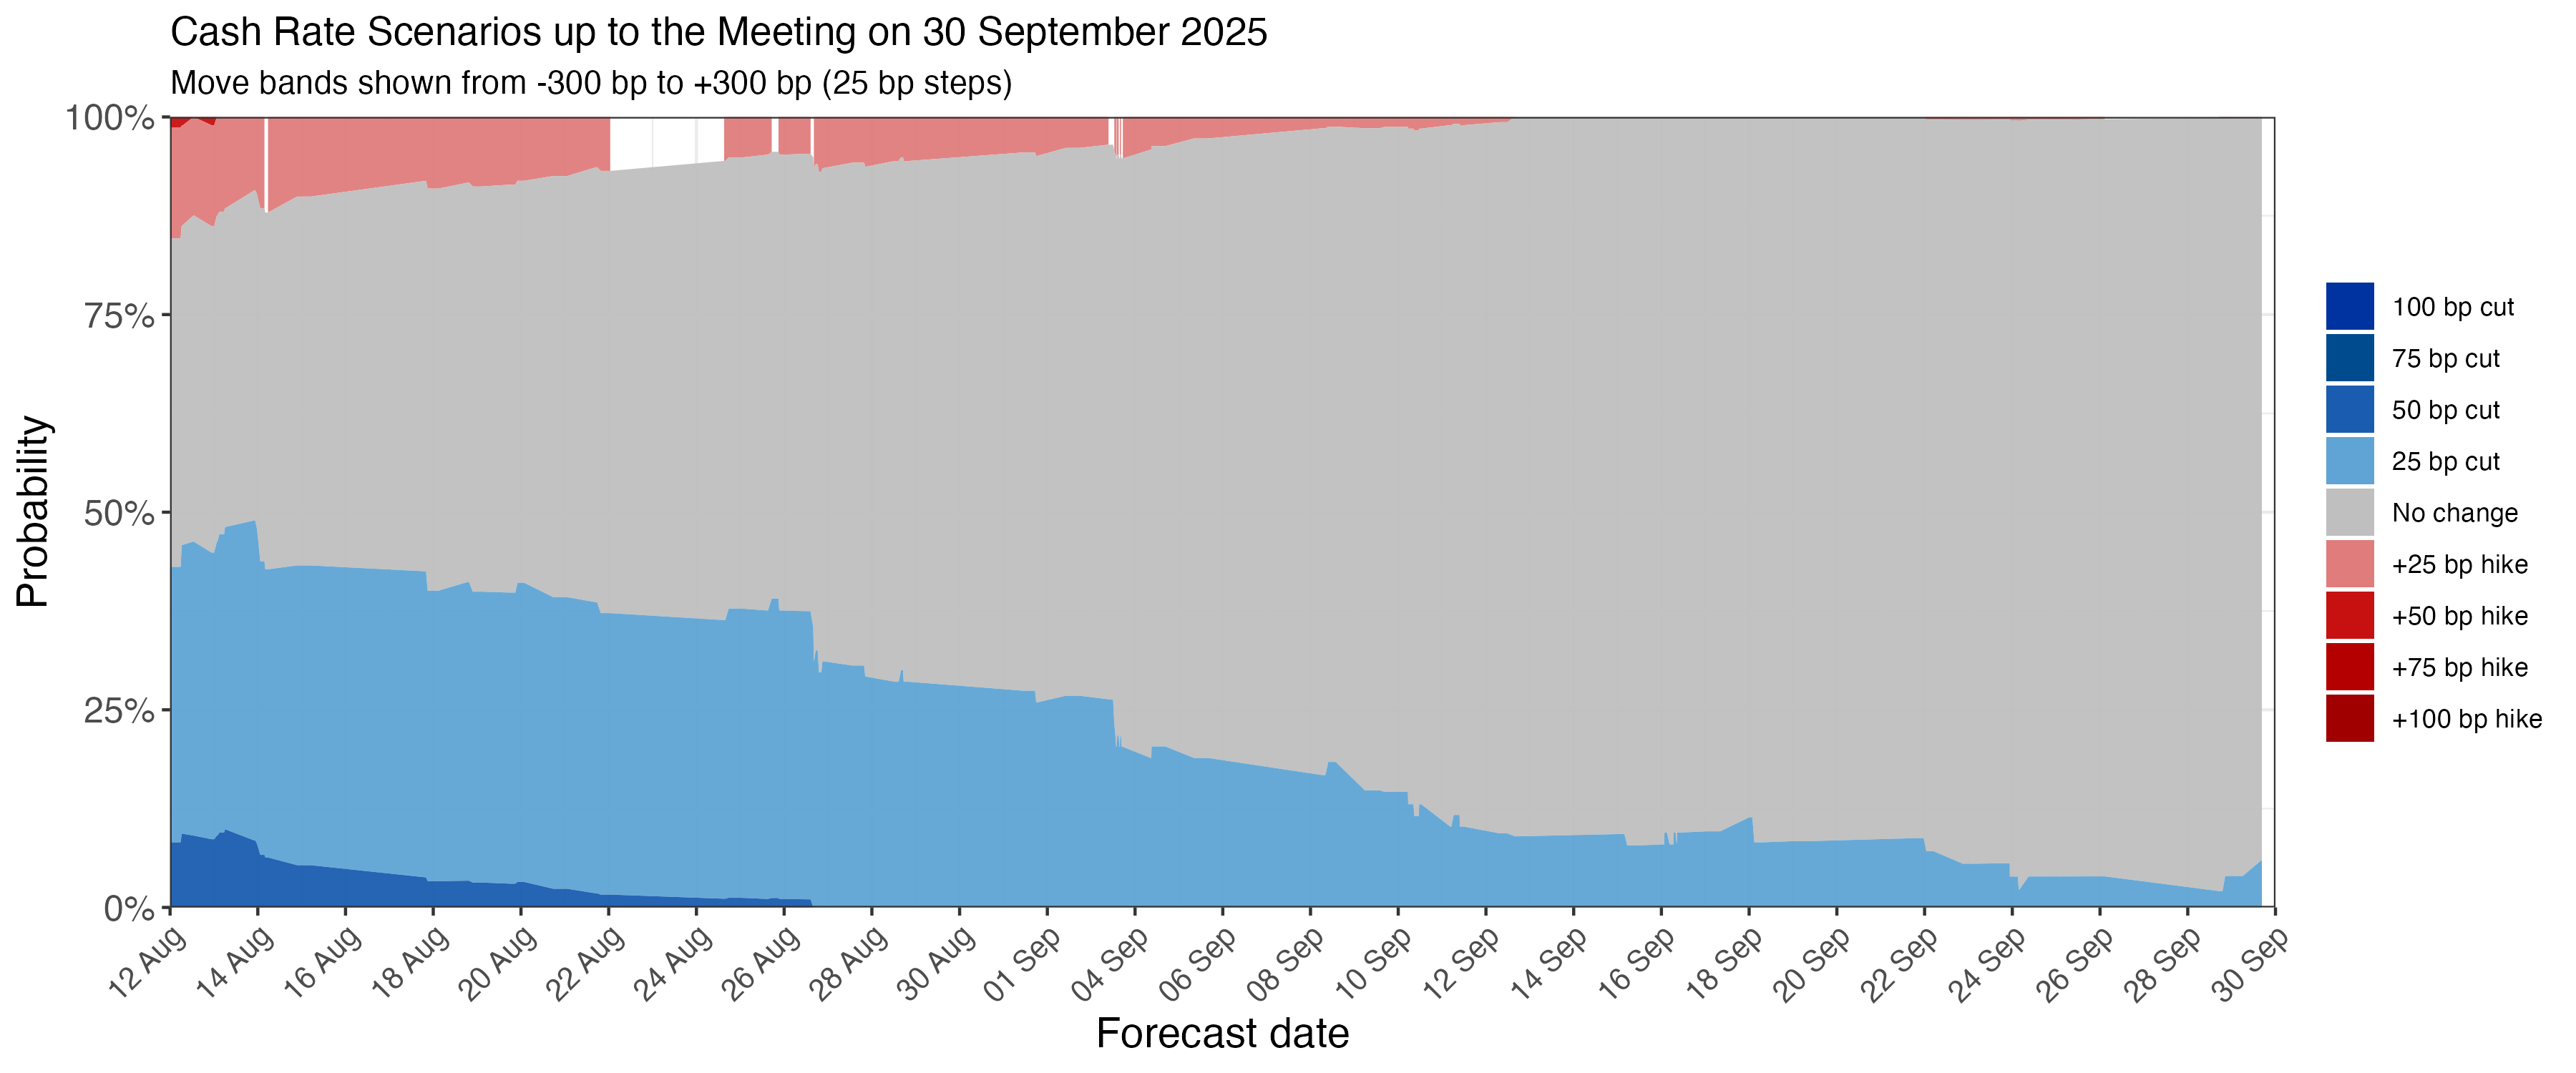 Cash Rate Scenarios up to the Meeting on 30 September 2025
Move bands shown from -300 bp to +300 bp (25 bp steps)
Probability
100%
75%
50%
25%
0%
12 Aug
14 Aug
16 Aug
18 Aug
20 Aug
22 Aug
24 Aug
26 Aug
28 Aug
30 Aug
01 Sep
04 Sep
06 Sep
08 Sep
10 Sep
12 Sep
14 Sep
16 Sep
18 Sep
20 Sep
22 Sep
24 Sep
26 Sep
28 Sep
30 Sep
Forecast date
100 bp cut
75 bp cut
50 bp cut
25 bp cut
No change
+25 bp hike
+50 bp hike
+75 bp hike
+100 bp hike